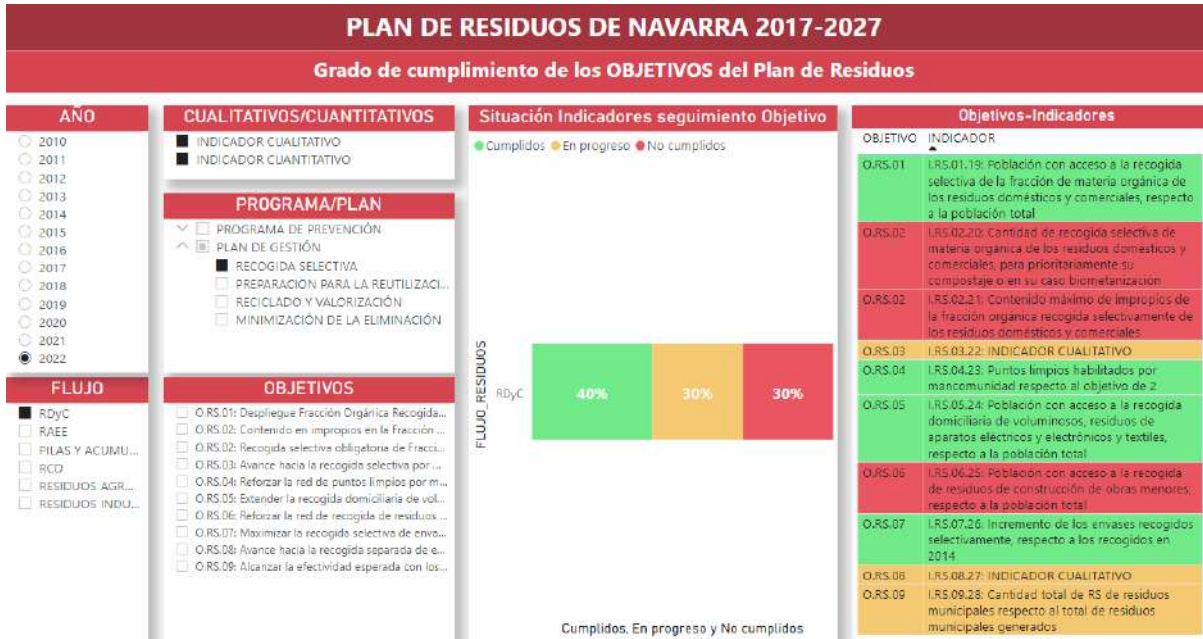 PLAN DE RESIDUOS DE NAVARRA 2017-2027
Grado de cumplimiento de los OBJETIVOS del Plan de Residuos
AÑO
2010
2011
2012
2013
2014
2015
2016
2017
2018
2019
2020
2021
2022
FLUJO
RDyC
RAEE
PILAS Y ACUMU...
RCD
RESIDUOS AGR...
RESIDUOS INDU...
CUALITATIVOS/CUANTITATIVOS
INDICADOR CUALITATIVO
INDICADOR CUANTITATIVO
PROGRAMA/PLAN
PROGRAMA DE PREVENCIÓN
PLAN DE GESTIÓN
RECOGIDA SELECTIVA
PREPARACION PARA LA REUTILIZACI...
RECICLADO Y VALORIZACIÓN
MINIMIZACIÓN DE LA ELIMINACIÓN
OBJETIVOS
O.RS.01: Despliegue Fracción Orgánica Recogida...
O.RS.02: Contenido en impropios en la Fracción ...
O.RS.02: Recogida selectiva obligatoria de Fracci...
O.RS.03: Avance hacia la recogida selectiva por ...
O.RS.04: Reforzar la red de puntos limpios por m...
O.RS.05: Extender la recogida domiciliaria de vol...
O.RS.06: Reforzar la red de recogida de residuos ...
O.RS.07: Maximizar la recogida selectiva de enva...
O.RS.08: Avance hacia la recogida separada de e...
O.RS.09: Alcanzar la efectividad esperada con los...
Situación Indicadores seguimiento Objetivo
Cumplidos En progreso No cumplidos
FLUJO_RESIDUOS
RDyC
40% 30% 30%
Cumplidos, En progreso y No cumplidos
Objetivos-Indicadores
OBJETIVO INDICADOR
O.RS.01 I.RS.01.19: Población con acceso a la recogida
selectiva de la fracción de materia orgánica de
los residuos domésticos y comerciales, respecto
a la población total
O.RS.02 I.RS.02.20: Cantidad de recogida selectiva de
materia orgánica de los residuos domésticos y
comerciales, para prioritariamente su
compostaje o en su caso biometanización
O.RS.02 I.RS.02.21: Contenido máximo de impropios de
la fracción orgánica recogida selectivamente de
los residuos domésticos y comerciales
O.RS.03 I.RS.03.22: INDICADOR CUALITATIVO
O.RS.04 I.RS.04.23: Puntos limpios habilitados por
mancomunidad respecto al objetivo de 2
O.RS.05 I.RS.05.24: Población con acceso a la recogida
domiciliaria de voluminosos, residuos de
aparatos eléctricos y electrónicos y textiles,
respecto a la población total
O.RS.06 I.RS.06.25: Población con acceso a la recogida
de residuos de construcción de obras menores,
respecto a la población total
O.RS.07 I.RS.07.26: Incremento de los envases recogidos
selectivamente, respecto a los recogidos en
2014
O.RS.08 I.RS.08.27: INDICADOR CUALITATIVO
O.RS.09 I.RS.09.28: Cantidad total de RS de residuos
municipales respecto al total de residuos
municipales generados